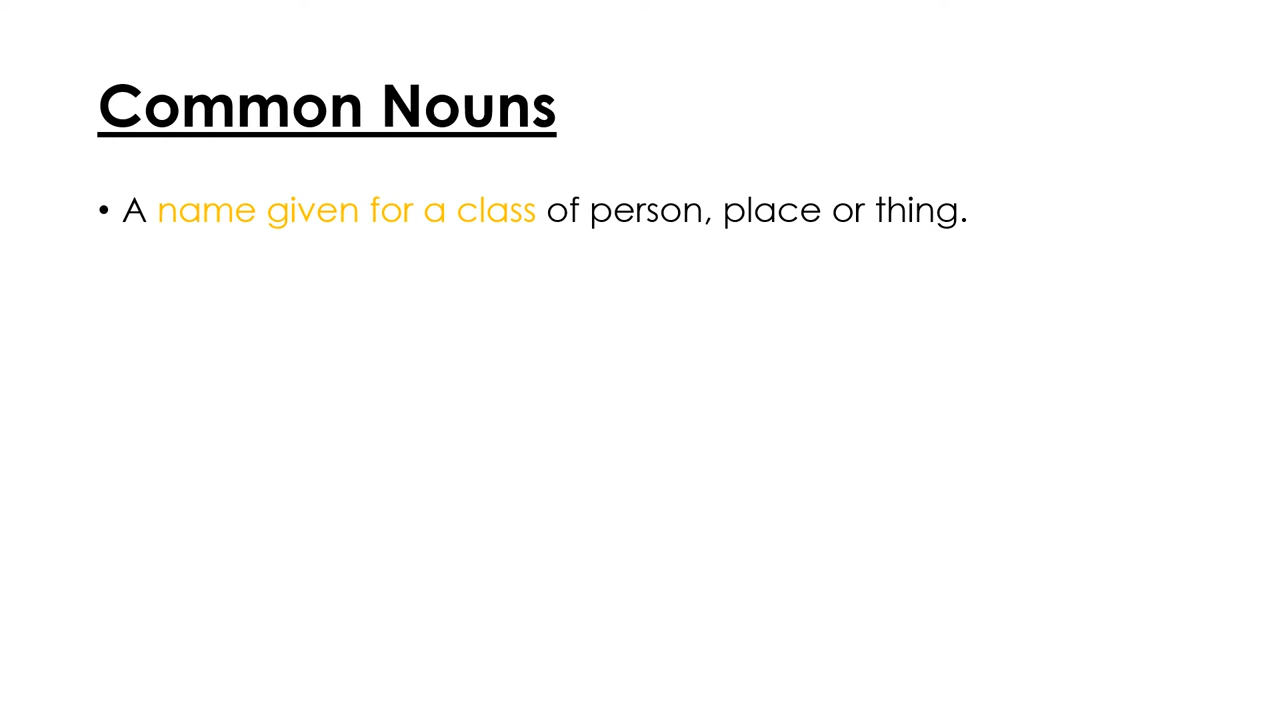 Common Nouns
• A name given for a class of person, place or thing.